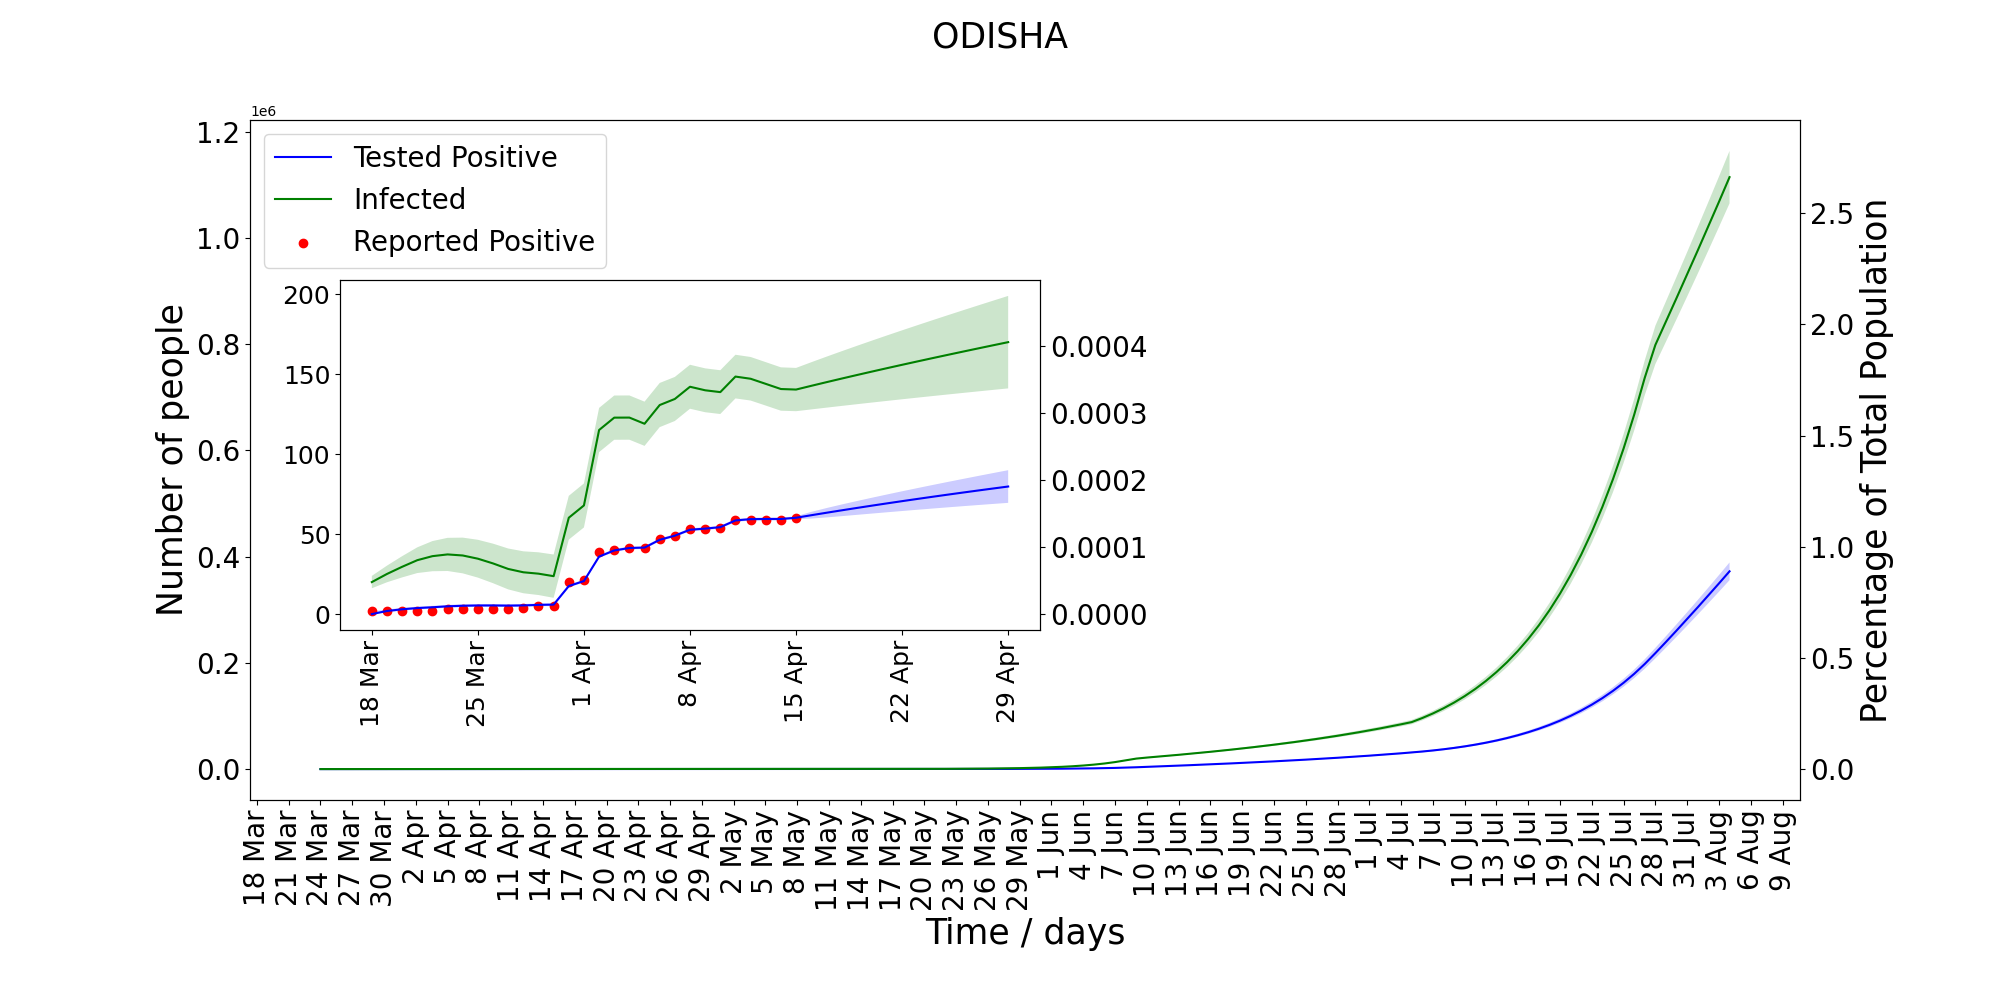 ODISHA
1e6
1.2
1.0
0.8
0.6
0.4
0.2
0.0
Number of people
Tested Positive
Infected
Reported Positive
200
150
100
50
0
0.0004
0.0003
0.0002
0.0001
0.0000
18 Mar
25 Mar
1 Apr
8 Apr
15 Apr
22 Apr
29 Apr
2.5
2.0
1.5
1.0
0.5
0.0
Percentage of Total Population
18 Mar
21 Mar
24 Mar
27 Mar
30 Mar
2 Apr
5 Apr
8 Apr
11 Apr
14 Apr
17 Apr
20 Apr
23 Apr
26 Apr
29 Apr
2 May
5 May
8 May
11 May
14 May
17 May
20 May
23 May
26 May
29 May
1 Jun
4 Jun
7 Jun
10 Jun
13 Jun
16 Jun
19 Jun
22 Jun
25 Jun
28 Jun
1 Jul
4 Jul
7 Jul
10 Jul
13 Jul
16 Jul
19 Jul
22 Jul
25 Jul
28 Jul
31 Jul
3 Aug
6 Aug
9 Aug
Time / days